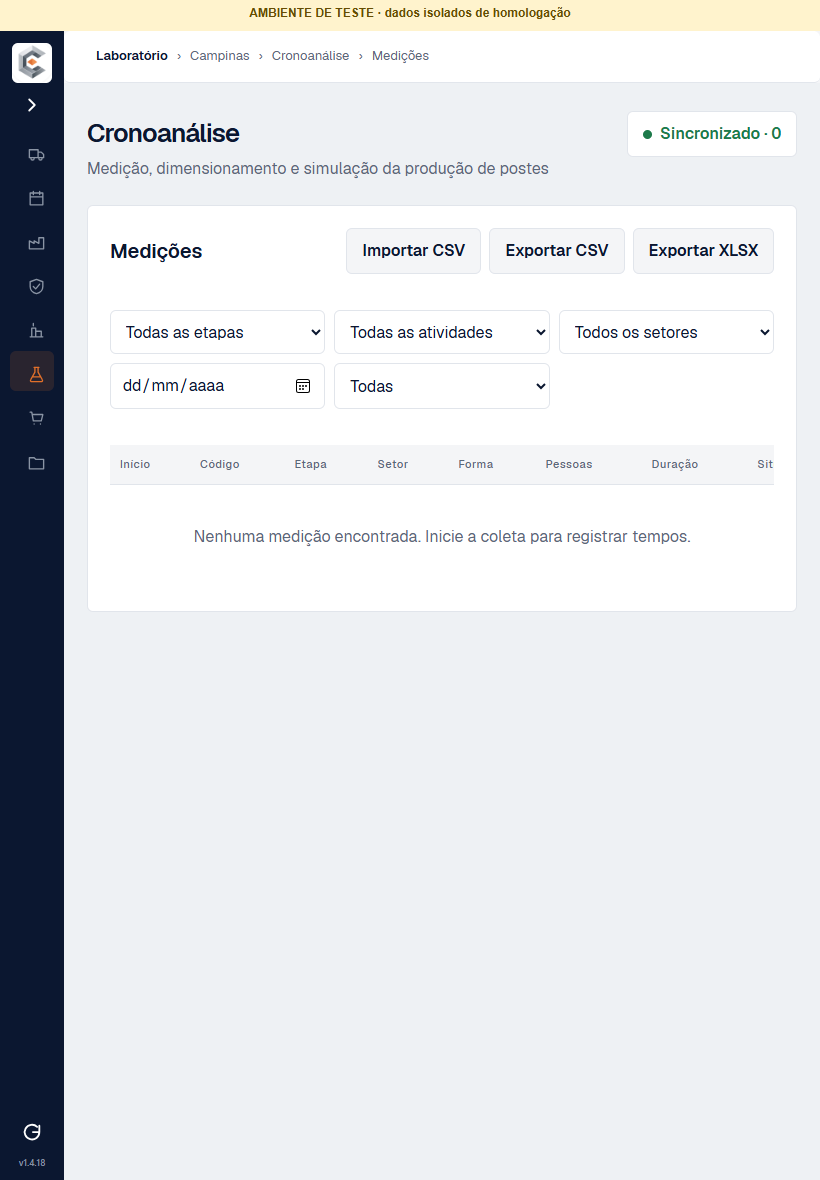 AMBIENTE DE TESTE · dados isolados de homologação
Laboratório › Campinas › Cronoanálise › Medições
Cronoanálise
Sincronizado · 0
Medição, dimensionamento e simulação da produção de postes
Medições
Importar CSV
Exportar CSV
Exportar XLSX
Todas as etapas
Todas as atividades
Todos os setores
dd/mm/aaaa
Todas
Início Código Etapa Setor Forma Pessoas Duração Sit
Nenhuma medição encontrada. Inicie a coleta para registrar tempos.
v1.4.18